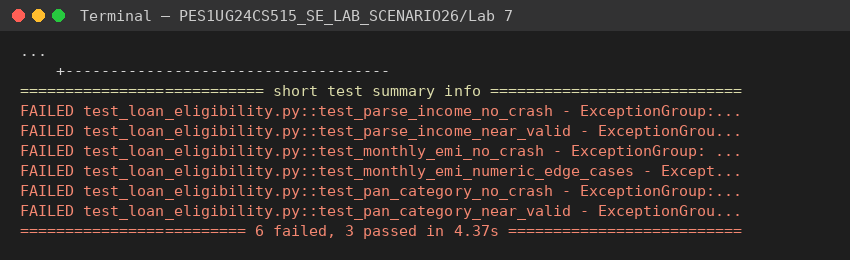 Terminal — PES1UG24CS515_SE_LAB_SCENARIO26/Lab 7
...
    +------------------------------------
=========================== short test summary info ============================
FAILED test_loan_eligibility.py::test_parse_income_no_crash - ExceptionGroup:...
FAILED test_loan_eligibility.py::test_parse_income_near_valid - ExceptionGrou...
FAILED test_loan_eligibility.py::test_monthly_emi_no_crash - ExceptionGroup: ...
FAILED test_loan_eligibility.py::test_monthly_emi_numeric_edge_cases - Except...
FAILED test_loan_eligibility.py::test_pan_category_no_crash - ExceptionGroup:...
FAILED test_loan_eligibility.py::test_pan_category_near_valid - ExceptionGrou...
========================= 6 failed, 3 passed in 4.37s ==========================